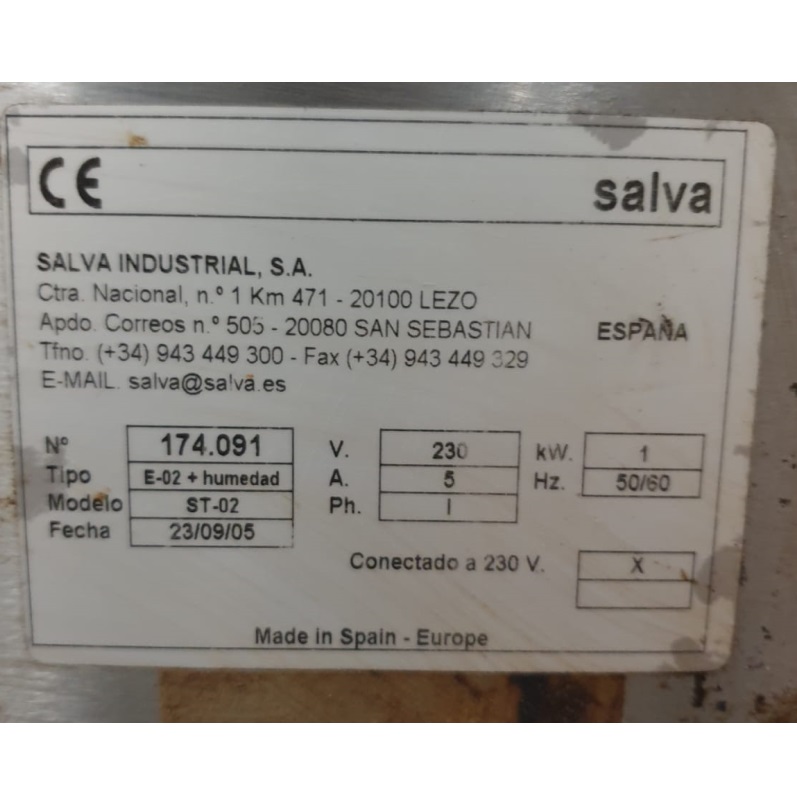 CE salva
SALVA INDUSTRIAL, S.A.
Ctra. Nacional, n.º 1 Km 471 - 20100 LEZO
Apdo. Correos n.º 505 - 20080 SAN SEBASTIAN ESPAÑA
Tfno. (+34) 943 449 300 - Fax (+34) 943 449 329
E-MAIL. salva@salva.es
Nº 174.091 V. 230 kW. 1
Tipo E-02 + humedad A. 5 Hz. 50/60
Modelo ST-02 Ph. I
Fecha 23/09/05
Conectado a 230 V. X
Made in Spain - Europe